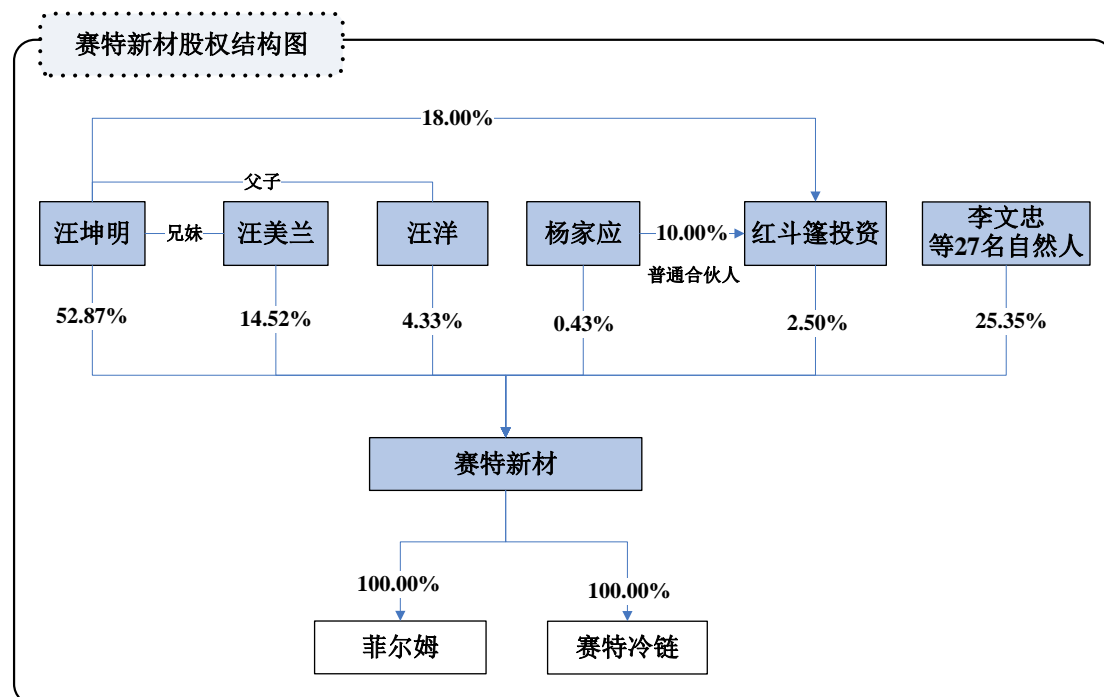 赛特新材股权结构图
18.00%
父子
汪坤明
兄妹
汪美兰
汪洋
杨家应
10.00%
普通合伙人
红斗篷投资
李文忠
等27名自然人
52.87%
14.52%
4.33%
0.43%
2.50%
25.35%
赛特新材
100.00%
100.00%
菲尔姆
赛特冷链